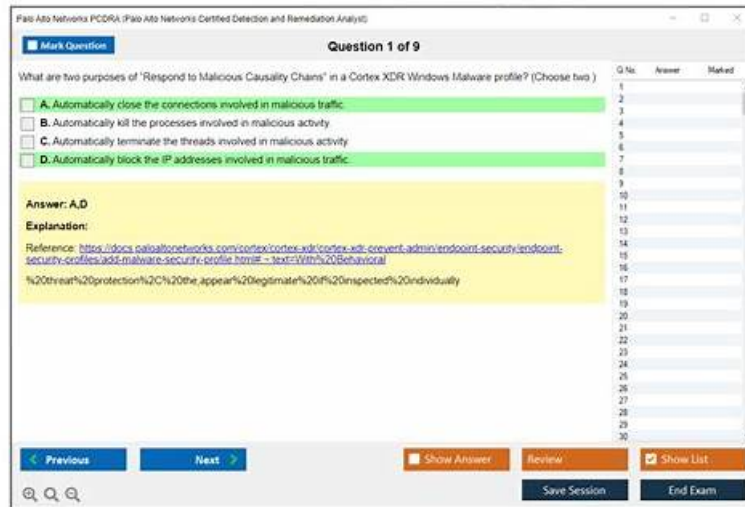 Palo Alto Networks PCDRA (Palo Alto Networks Certified Detection and Remediation Analyst)
Mark Question
Question 1 of 9
Q No. Answer Marked
What are two purposes of "Respond to Malicious Causality Chains" in a Cortex XDR Windows Malware profile? (Choose two )
A. Automatically close the connections involved in malicious traffic.
B. Automatically kill the processes involved in malicious activity.
C. Automatically terminate the threads involved in malicious activity.
D. Automatically block the IP addresses involved in malicious traffic.
Answer: A,D
Explanation:
Reference: https://docs.paloaltonetworks.com/cortex/cortex-xdr/cortex-xdr-prevent-admin/endpoint-security/endpoint-
security-profiles/add-malware-security-profile.html# ~ text=With%20Behavioral
%20threat%20protection%2C%20the,appear%20legitimate%20if%20inspected%20individually
1
2
3
4
5
6
7
8
9
10
11
12
13
14
15
16
17
18
19
20
21
22
23
24
25
26
27
28
29
30
Previous
Next
Show Answer
Review
Show List
Save Session
End Exam